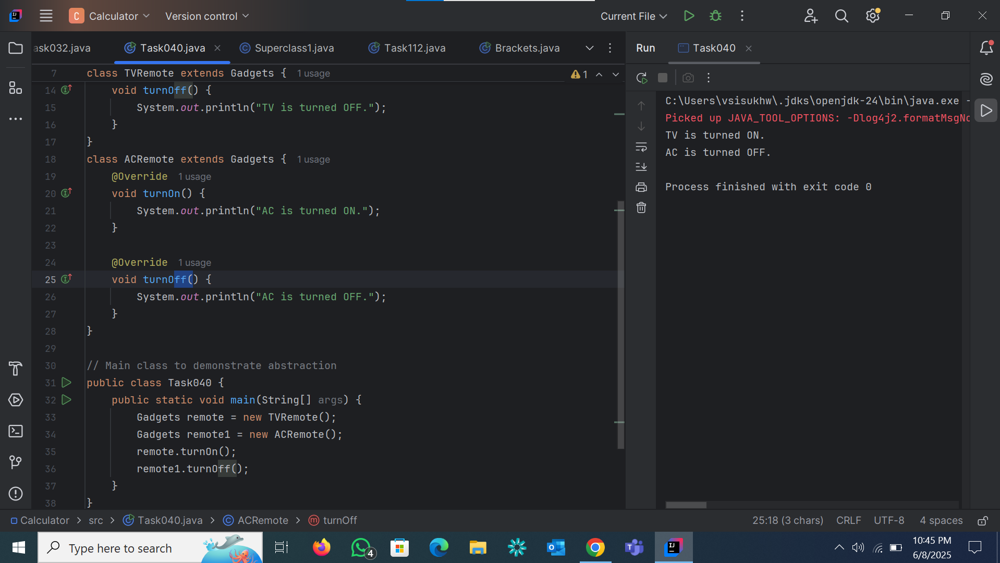 C Calculator Version control Current File
ask032.java Task040.java Superclass1.java Task112.java Brackets.java
7 class TVRemote extends Gadgets { 1 usage
1
14 void turnOff() {
15 System.out.println("TV is turned OFF.");
16 }
17 }
18 class ACRemote extends Gadgets { 1 usage
19 @Override 1 usage
20 void turnOn() {
21 System.out.println("AC is turned ON.");
22 }
23
24 @Override 1 usage
25 void turnOff() {
26 System.out.println("AC is turned OFF.");
27 }
28 }
29
30 // Main class to demonstrate abstraction
31 public class Task040 {
32 public static void main(String[] args) {
33 Gadgets remote = new TVRemote();
34 Gadgets remote1 = new ACRemote();
35 remote.turnOn();
36 remote1.turnOff();
37 }
38 }
Run Task040
C:\Users\vsisukhw\.jdks\openjdk-24\bin\java.exe -
Picked up JAVA_TOOL_OPTIONS: -Dlog4j2.formatMsgNo
TV is turned ON.
AC is turned OFF.
Process finished with exit code 0
Calculator > src > Task040.java > ACRemote > turnOff
25:18 (3 chars) CRLF UTF-8 4 spaces
Type here to search
4
10:45 PM
6/8/2025